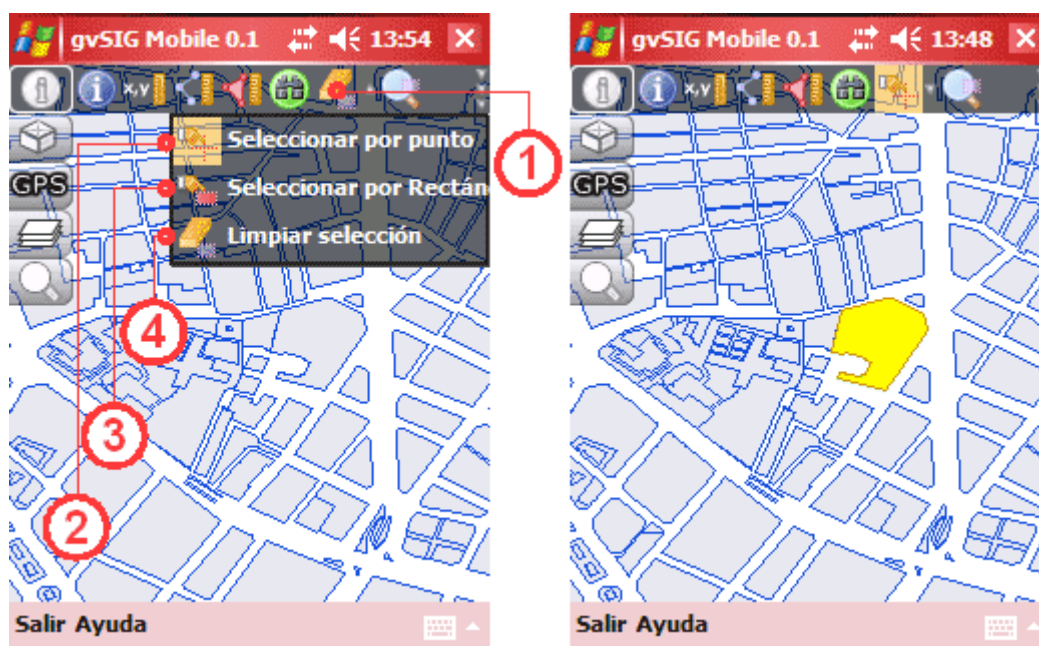 gvSIG Mobile 0.1 13:54
x,y
1
Seleccionar por punto
GPS
Seleccionar por Rectán
Limpiar selección
4
3
2
Salir Ayuda
gvSIG Mobile 0.1 13:48
x,y
GPS
Salir Ayuda